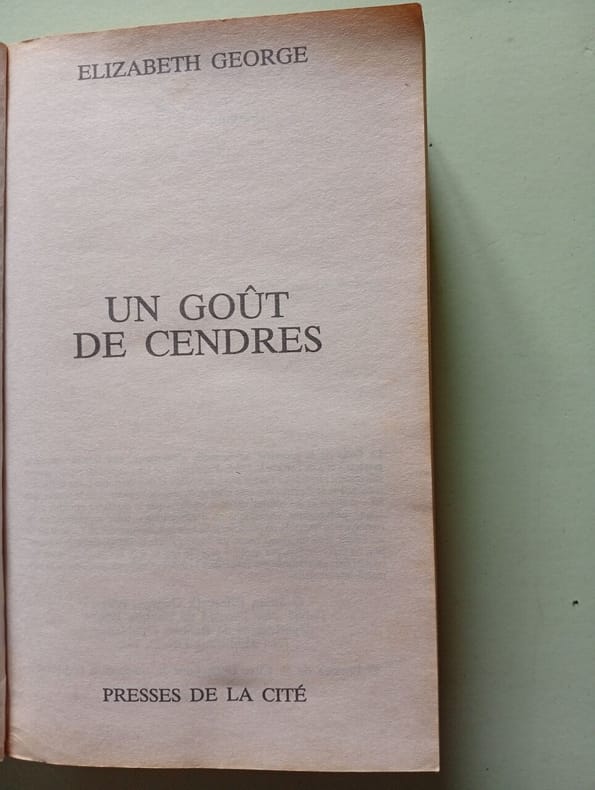 ELIZABETH GEORGE
UN GOÛT
DE CENDRES
PRESSES DE LA CITÉ